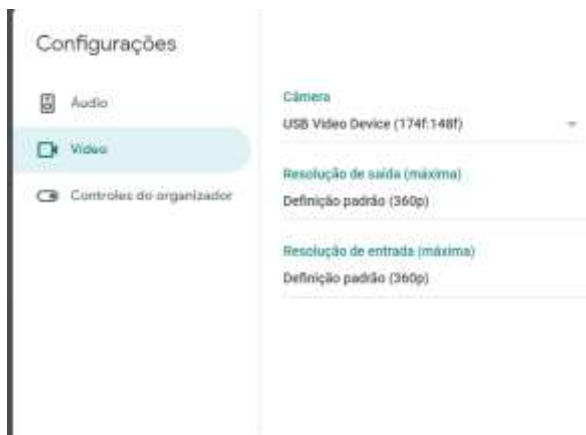 Configurações
Áudio
Vídeo
Controles do organizador
Câmera
USB Video Device (174f:148f)
Resolução de saída (máxima)
Definição padrão (360p)
Resolução de entrada (máxima)
Definição padrão (360p)